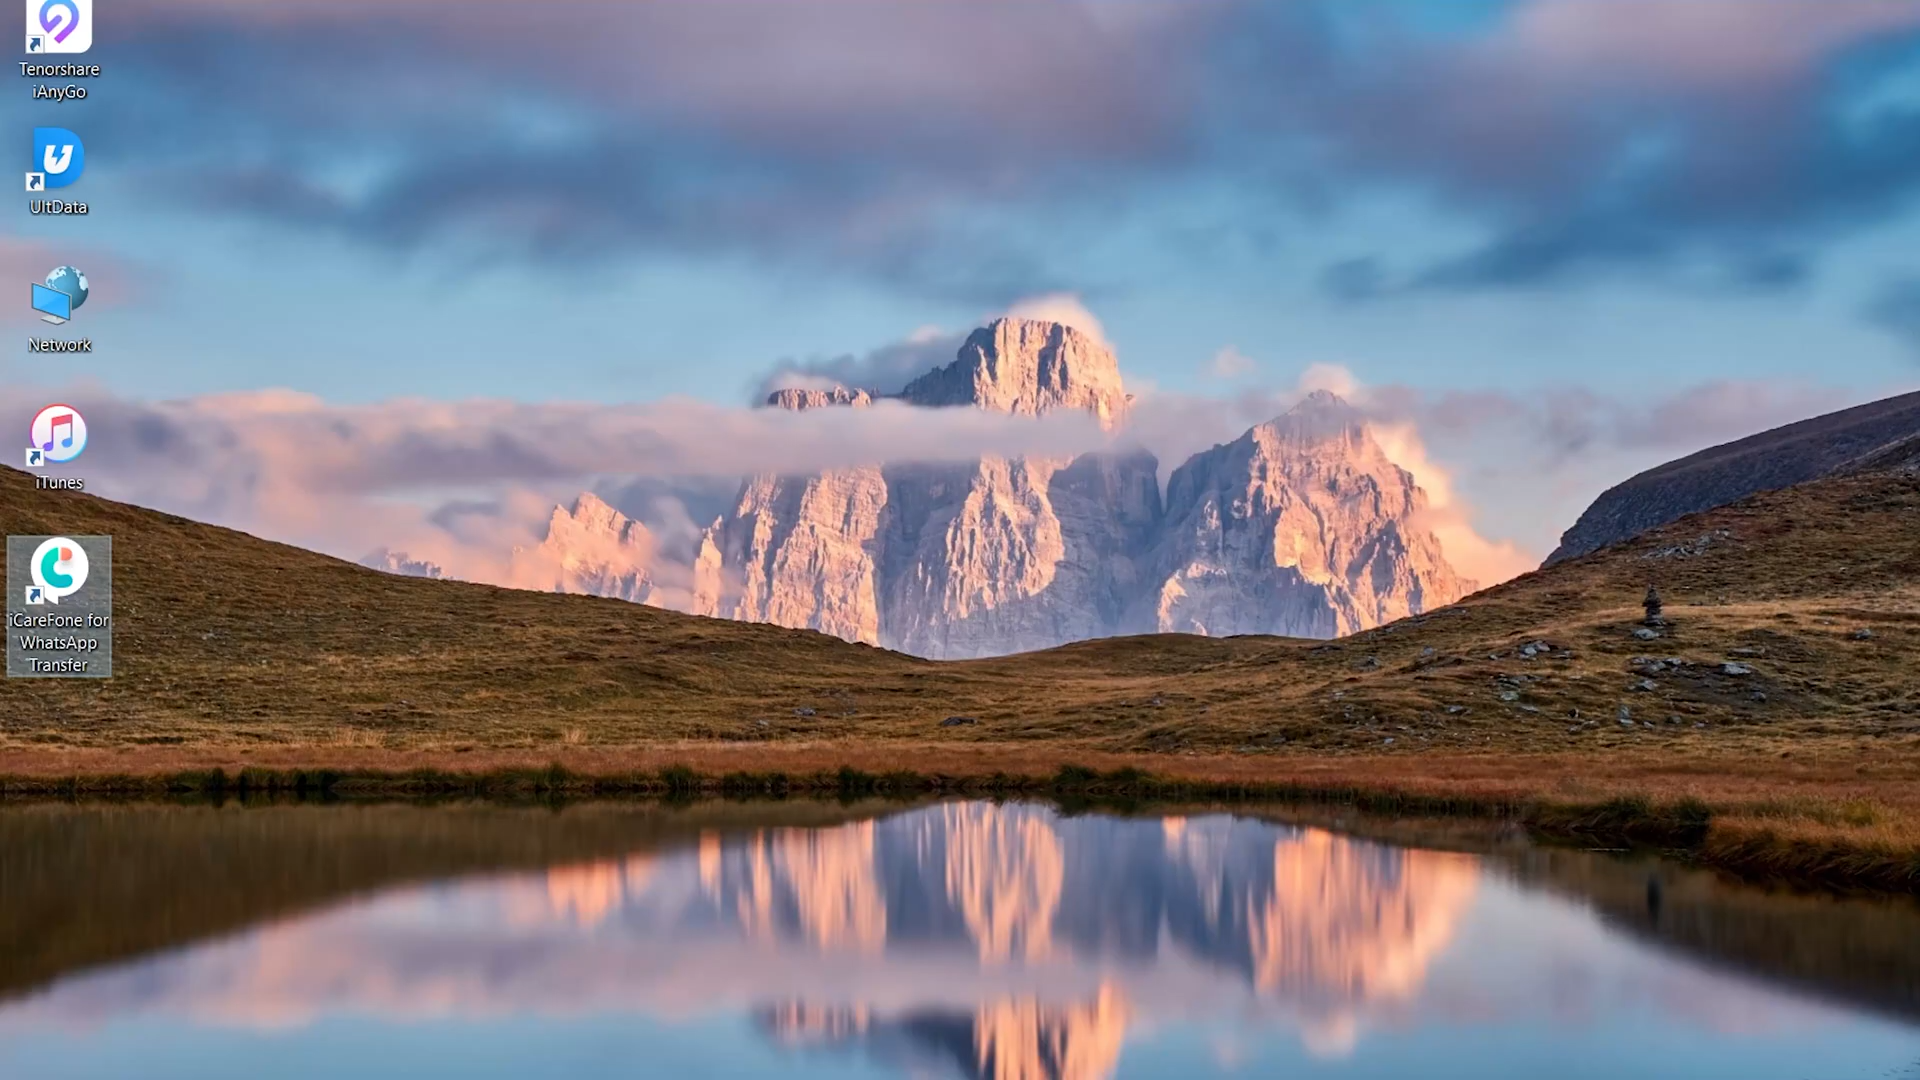 Tenorshare
iAnyGo
UltData
Network
iTunes
iCareFone for
WhatsApp
Transfer